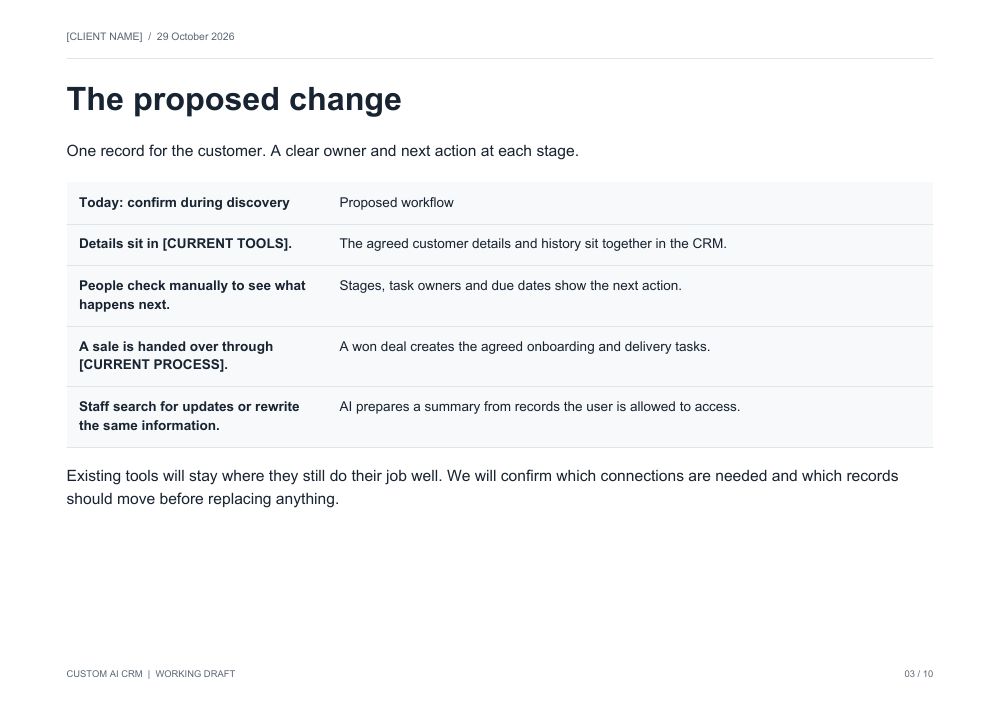 [CLIENT NAME] / 29 October 2026
The proposed change
One record for the customer. A clear owner and next action at each stage.
Today: confirm during discovery
Proposed workflow
Details sit in [CURRENT TOOLS].
The agreed customer details and history sit together in the CRM.
People check manually to see what
happens next.
Stages, task owners and due dates show the next action.
A sale is handed over through
[CURRENT PROCESS].
A won deal creates the agreed onboarding and delivery tasks.
Staff search for updates or rewrite
the same information.
AI prepares a summary from records the user is allowed to access.
Existing tools will stay where they still do their job well. We will confirm which connections are needed and which records
should move before replacing anything.
CUSTOM AI CRM | WORKING DRAFT
03 / 10